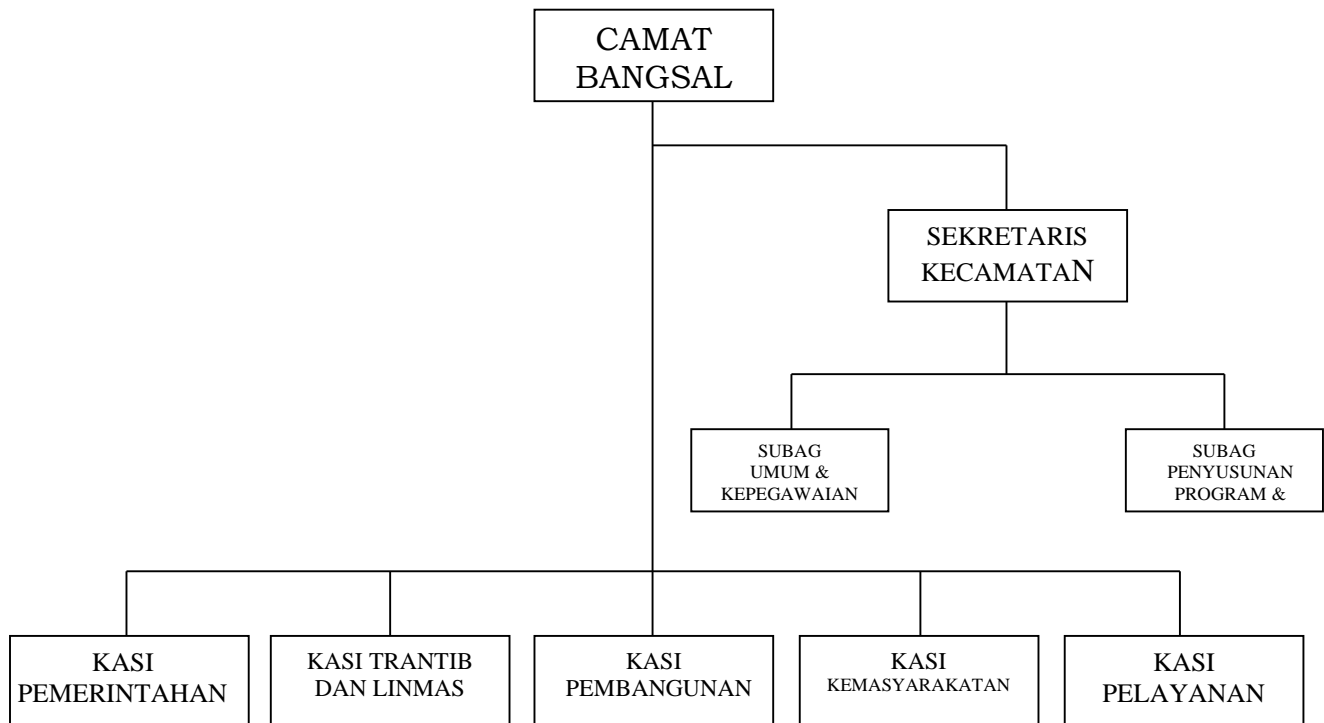 CAMAT
BANGSAL
SEKRETARIS
KECAMATAN
SUBAG
UMUM &
KEPEGAWAIAN
SUBAG
PENYUSUNAN
PROGRAM &
KASI
PEMERINTAHAN
KASI TRANTIB
DAN LINMAS
KASI
PEMBANGUNAN
KASI
KEMASYARAKATAN
KASI
PELAYANAN